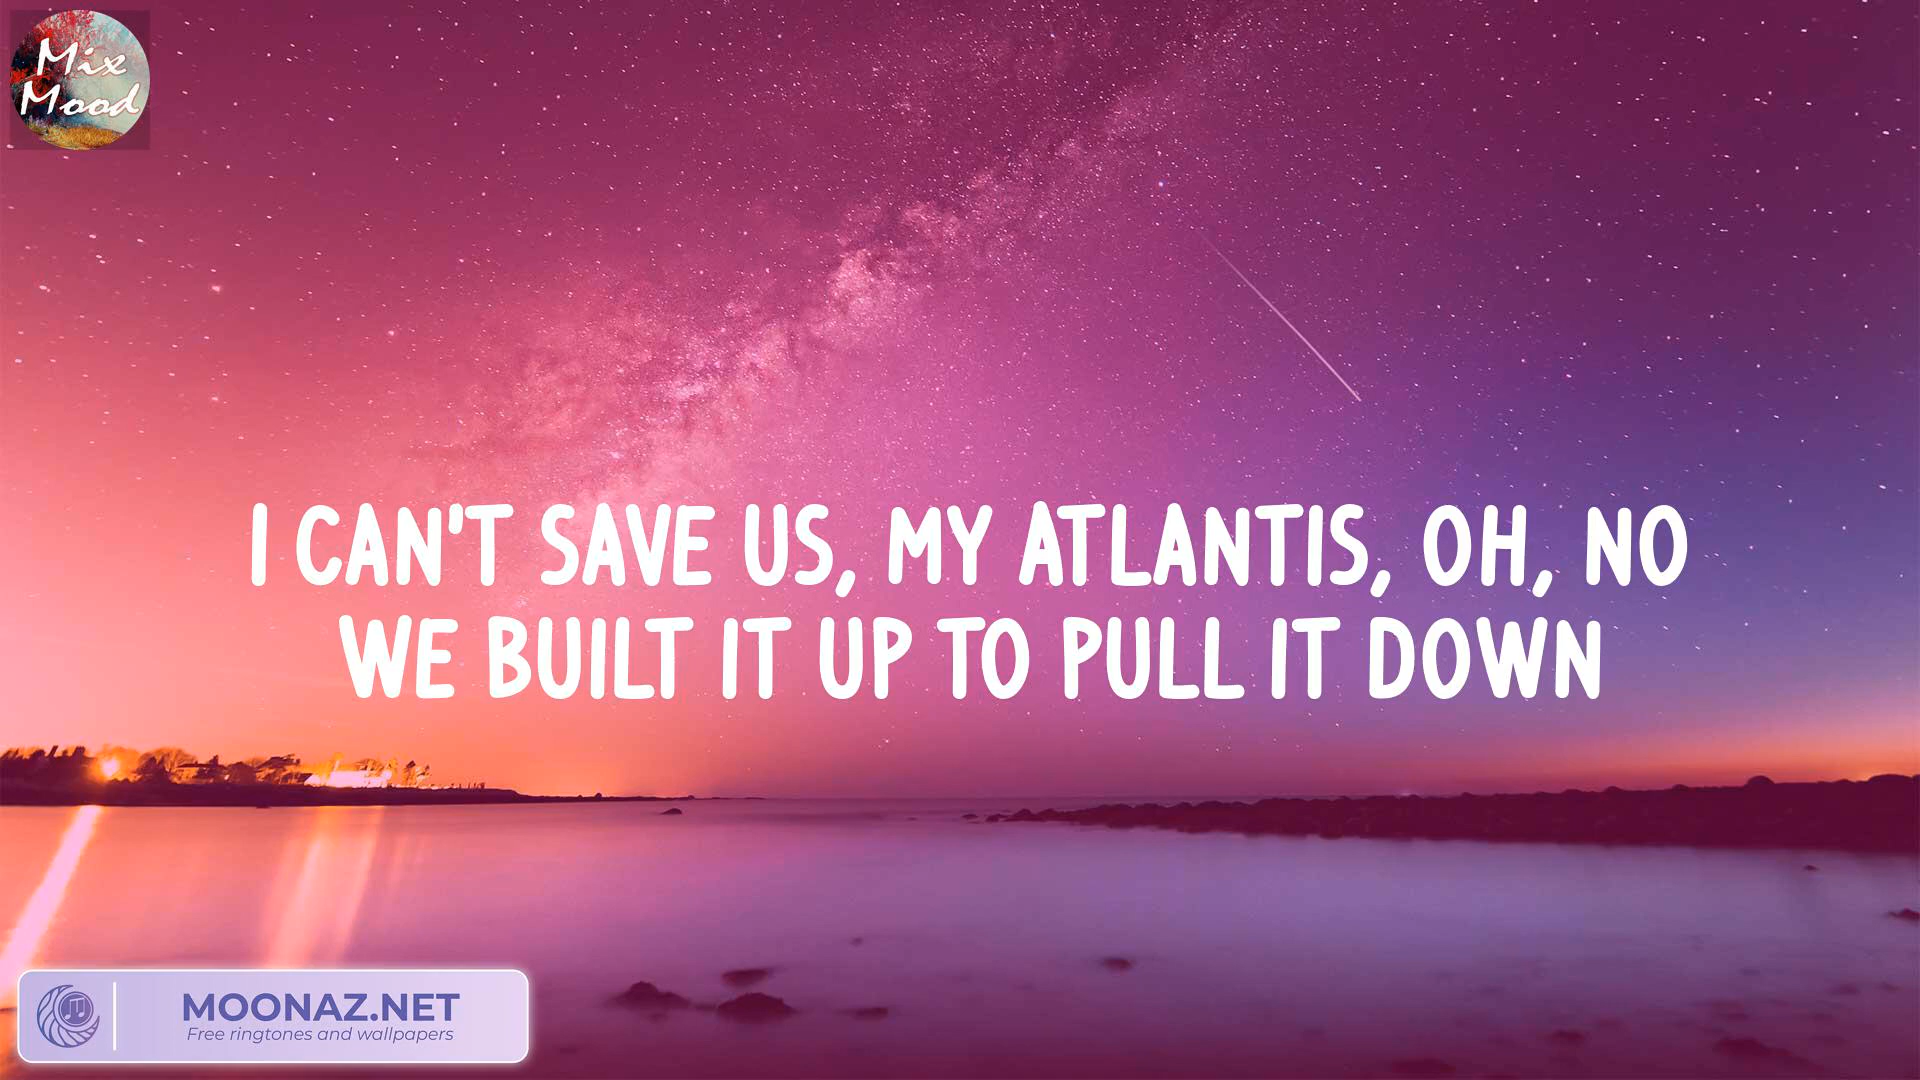 Mix
Mood
I CAN'T SAVE US, MY ATLANTIS, OH, NO
WE BUILT IT UP TO PULL IT DOWN
MOONAZ.NET
Free ringtones and wallpapers